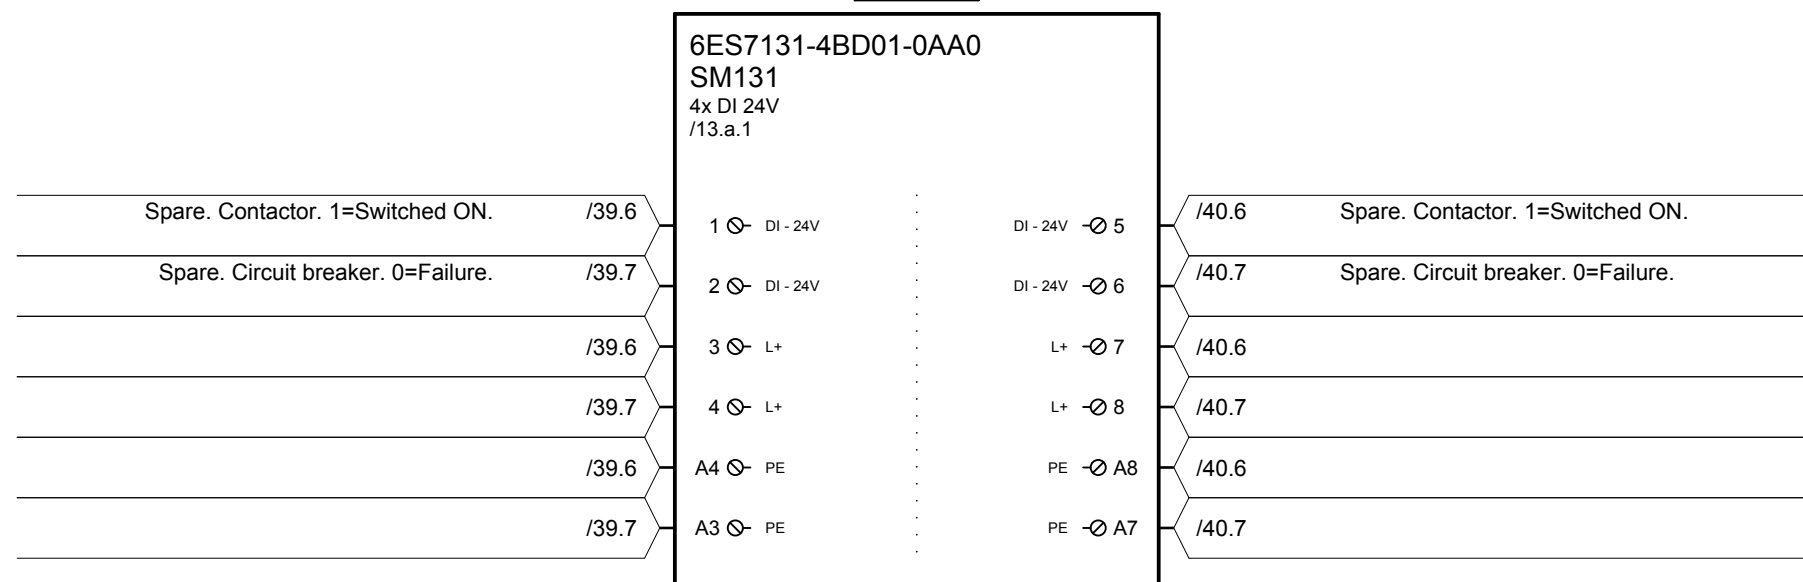 6ES7131-4BD01-0AA0
SM131
4x DI 24V
/13.a.1
Spare. Contactor. 1=Switched ON. /39.6 1 DI - 24V DI - 24V 5 /40.6 Spare. Contactor. 1=Switched ON.
Spare. Circuit breaker. 0=Failure. /39.7 2 DI - 24V DI - 24V 6 /40.7 Spare. Circuit breaker. 0=Failure.
/39.6 3 L+ L+ 7 /40.6
/39.7 4 L+ L+ 8 /40.7
/39.6 A4 PE PE A8 /40.6
/39.7 A3 PE PE A7 /40.7